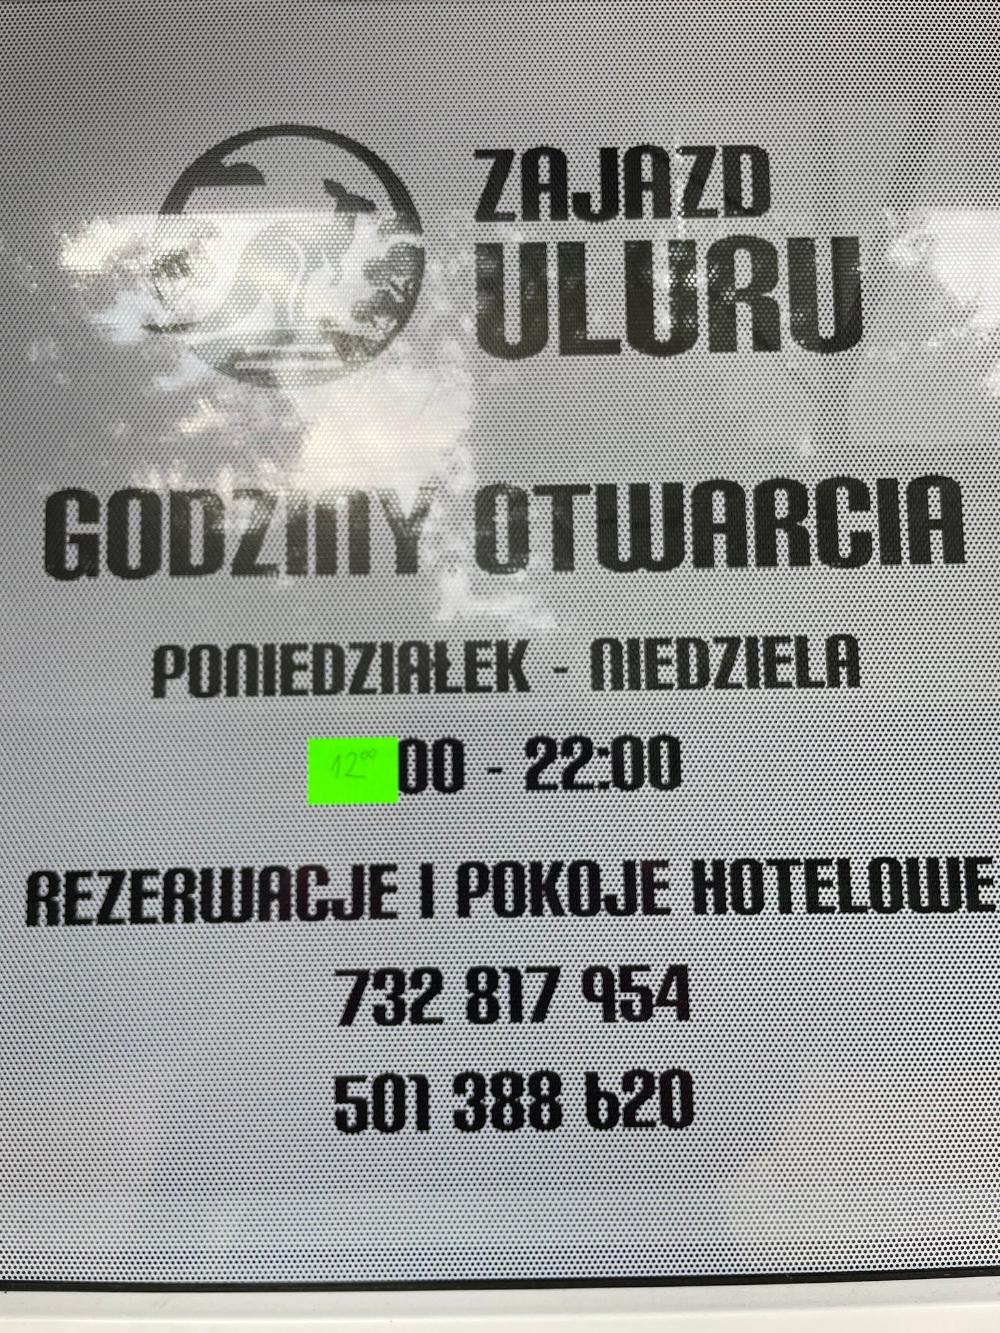 ZAJAZD
ULURU
GODZINY OTWARCIA
PONIEDZIAŁEK - NIEDZIELA
12⁰⁰ 00 - 22:00
REZERWACJE I POKOJE HOTELOWE
732 817 954
501 388 620